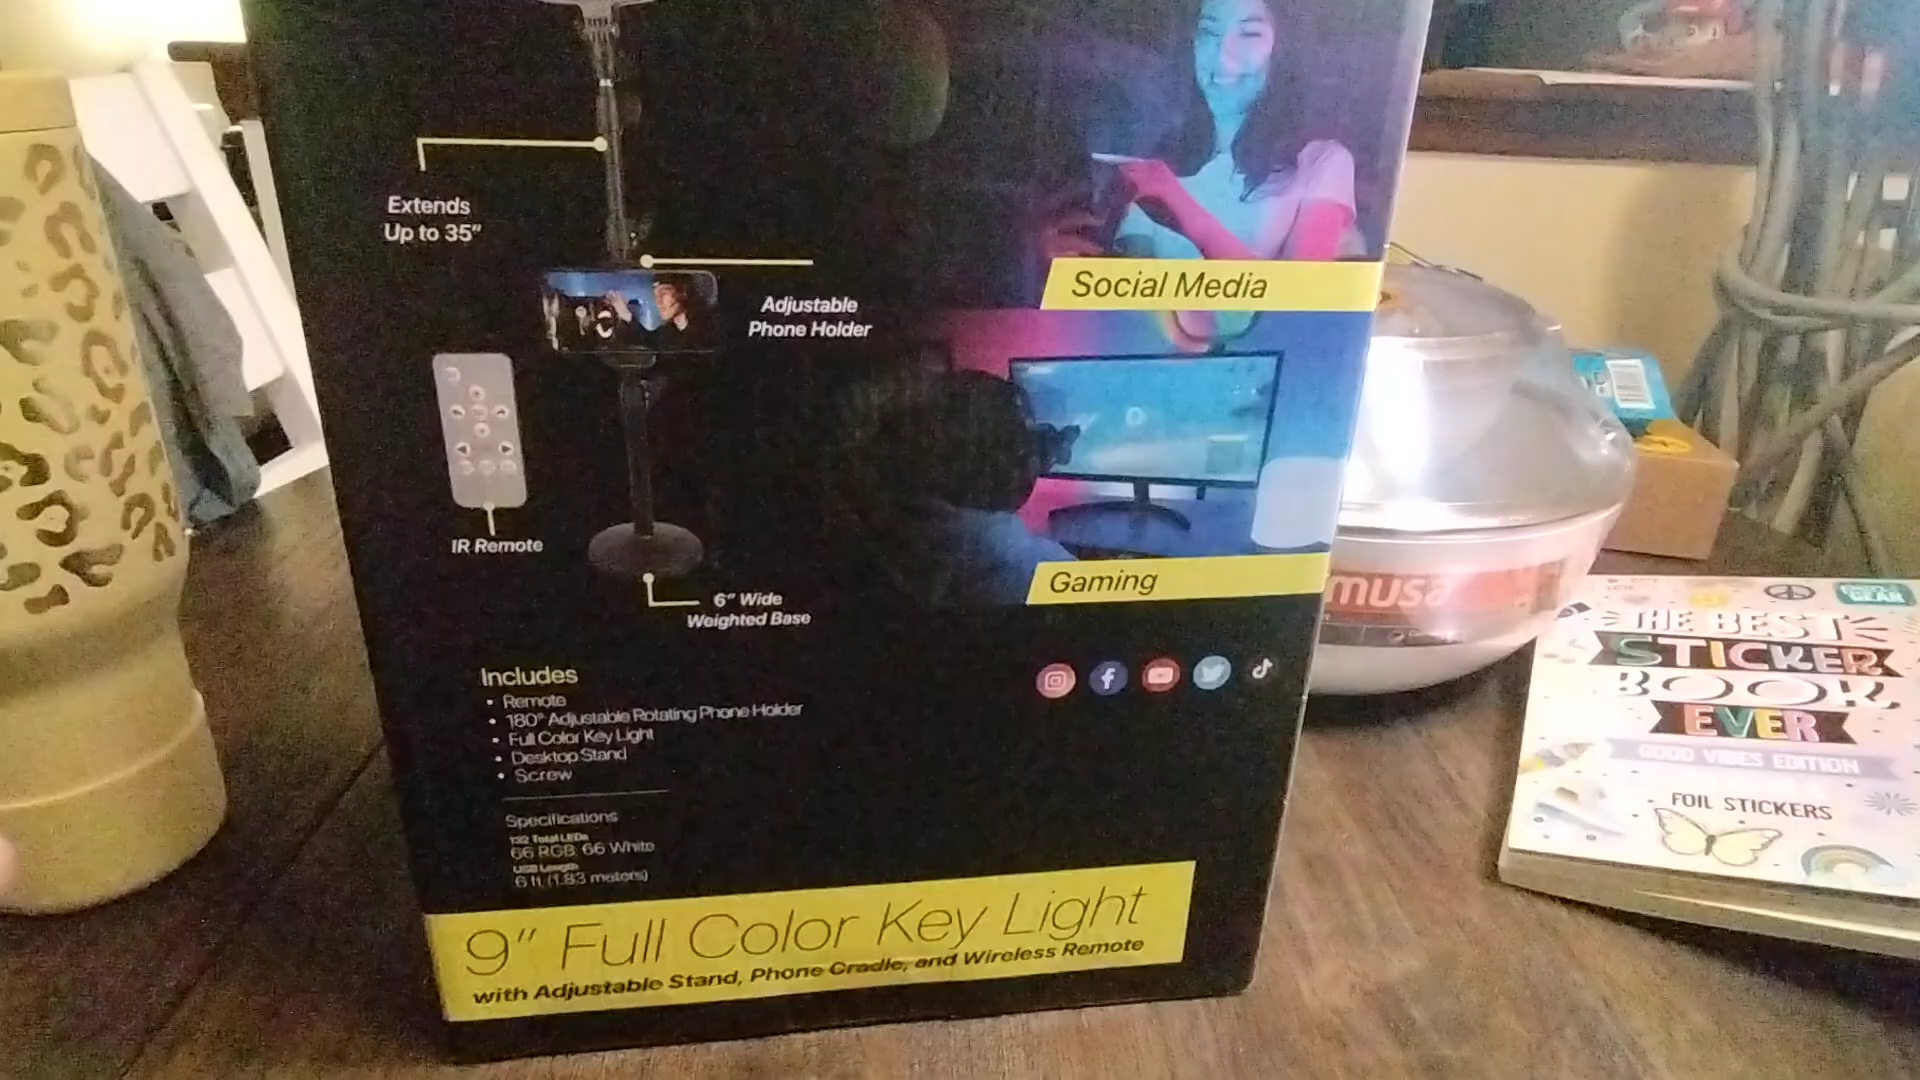 Extends
Up to 35"
Adjustable
Phone Holder
IR Remote
6" Wide
Weighted Base
Social Media
Gaming
Includes
• Remote
• 180° Adjustable Rotating Phone Holder
• Full Color Key Light
• Desktop Stand
• Screw
Specifications
132 Total LEDs
66 RGB, 66 White
USB Length
6 ft (1.83 meters)
9" Full Color Key Light
with Adjustable Stand, Phone Cradle, and Wireless Remote
musa
THE BEST
STICKER
BOOK
EVER
GOOD VIBES EDITION
FOIL STICKERS